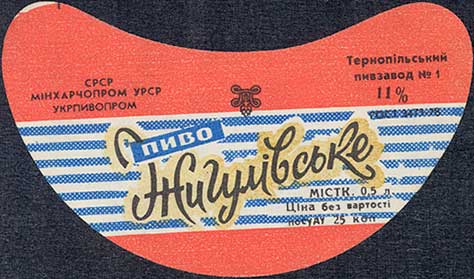 СРСР
МІНХАРЧОПРОМ УРСР
УКРПИВОПРОМ
Тернопільський
пивзавод № 1
11%
ПИВО
Жигулівське
МІСТК. 0,5 л
Ціна без вартості
посуду 25 коп